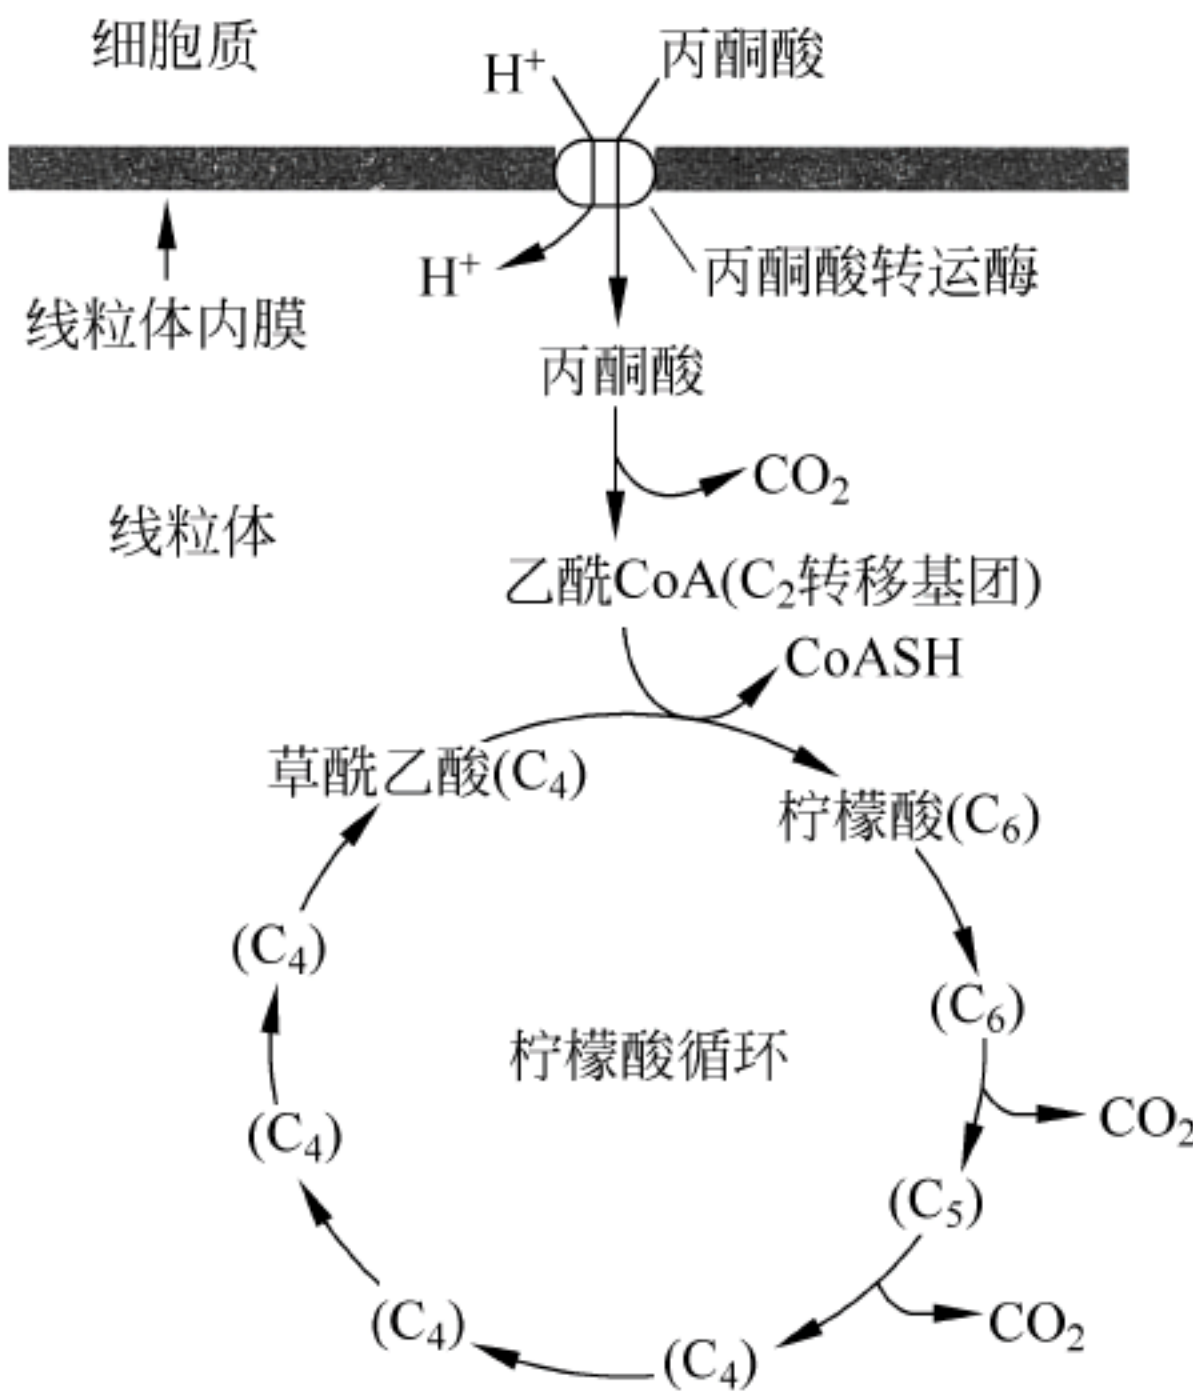 细胞质
H⁺
丙酮酸
H⁺
丙酮酸转运酶
线粒体内膜
丙酮酸
CO₂
线粒体
乙酰CoA(C₂转移基团)
CoASH
草酰乙酸(C₄)
柠檬酸(C₆)
(C₄)
(C₆)
柠檬酸循环
CO₂
(C₄)
(C₅)
CO₂
(C₄)
(C₄)